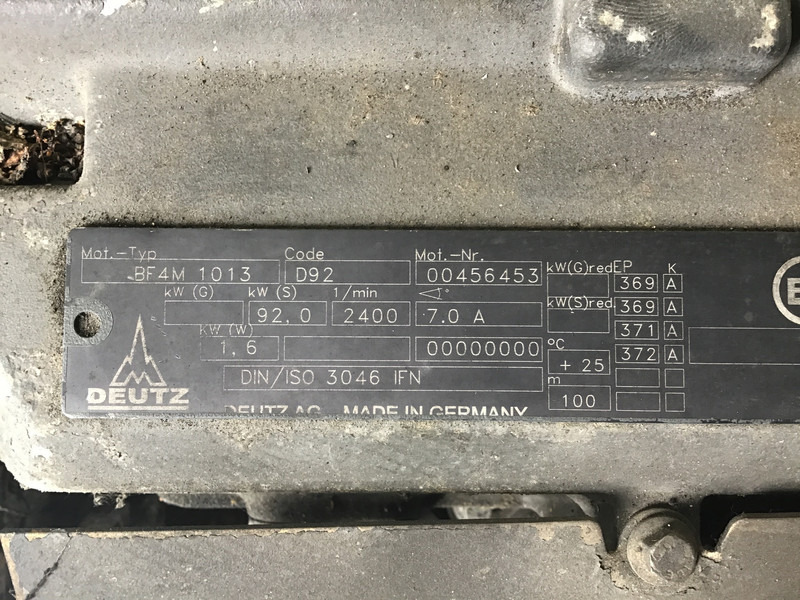 Mot.-Typ Code Mot.-Nr. kW(G)red EP K
BF4M 1013 D92 00456453 369 A
kW (G) kW (S) 1/min ◁° kW(S)red 369 A
92.0 2400 7.0 A 371 A
kW (W) °C 372 A
1,6 00000000 + 25
DIN/ISO 3046 IFN m
100
DEUTZ
DEUTZ AG MADE IN GERMANY